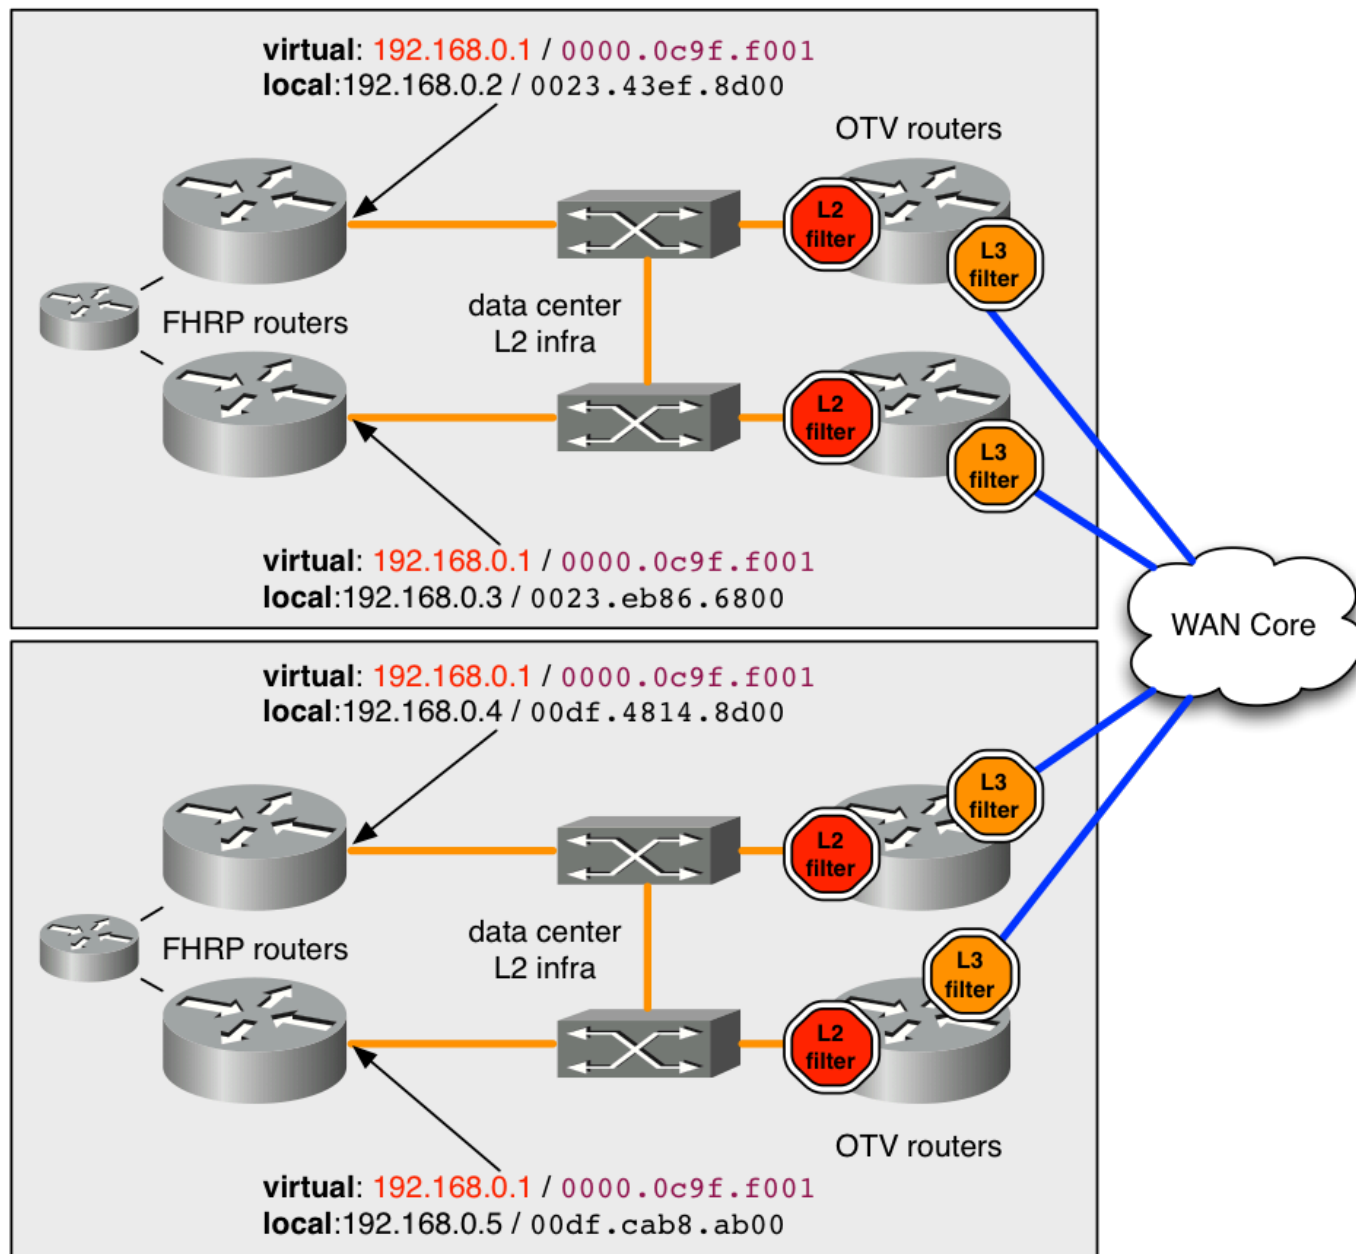 virtual: 192.168.0.1 / 0000.0c9f.f001
local:192.168.0.2 / 0023.43ef.8d00
OTV routers
L2
filter
L3
filter
data center
L2 infra
FHRP routers
L2
filter
L3
filter
virtual: 192.168.0.1 / 0000.0c9f.f001
local:192.168.0.3 / 0023.eb86.6800
WAN Core
virtual: 192.168.0.1 / 0000.0c9f.f001
local:192.168.0.4 / 00df.4814.8d00
L3
filter
L2
filter
data center
L2 infra
FHRP routers
L3
filter
L2
filter
OTV routers
virtual: 192.168.0.1 / 0000.0c9f.f001
local:192.168.0.5 / 00df.cab8.ab00